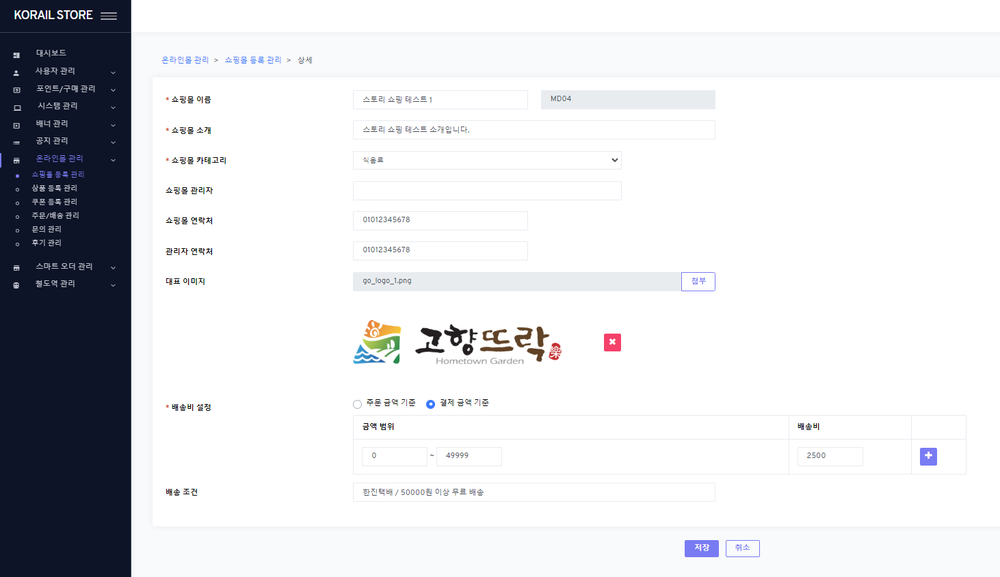 KORAIL STORE
대시보드
사용자 관리
포인트/구매 관리
시스템 관리
배너 관리
공지 관리
온라인몰 관리
쇼핑몰 등록 관리
상품 등록 관리
쿠폰 등록 관리
주문/배송 관리
문의 관리
후기 관리
스마트 오더 관리
철도역 관리
온라인몰 관리 > 쇼핑몰 등록 관리 > 상세
* 쇼핑몰 이름 스토리 쇼핑 테스트 1 MD04
* 쇼핑몰 소개 스토리 쇼핑 테스트 소개입니다.
* 쇼핑몰 카테고리 식음료
쇼핑몰 관리자
쇼핑몰 연락처 01012345678
관리자 연락처 01012345678
대표 이미지 go_logo_1.png 첨부
고향뜨락 樂
Hometown Garden
* 배송비 설정 주문 금액 기준 결제 금액 기준
금액 범위 배송비
0 ~ 49999 2500
배송 조건 한진택배 / 50000원 이상 무료 배송
저장 취소